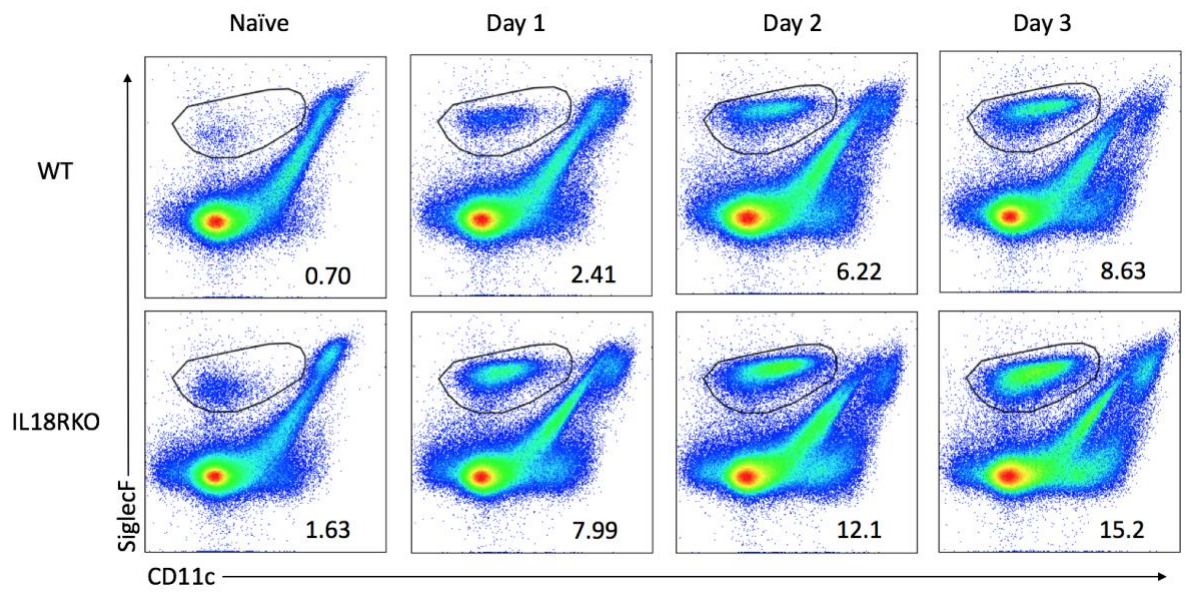 Naïve Day 1 Day 2 Day 3
WT
0.70 2.41 6.22 8.63
IL18RKO
SiglecF
1.63 7.99 12.1 15.2
CD11c